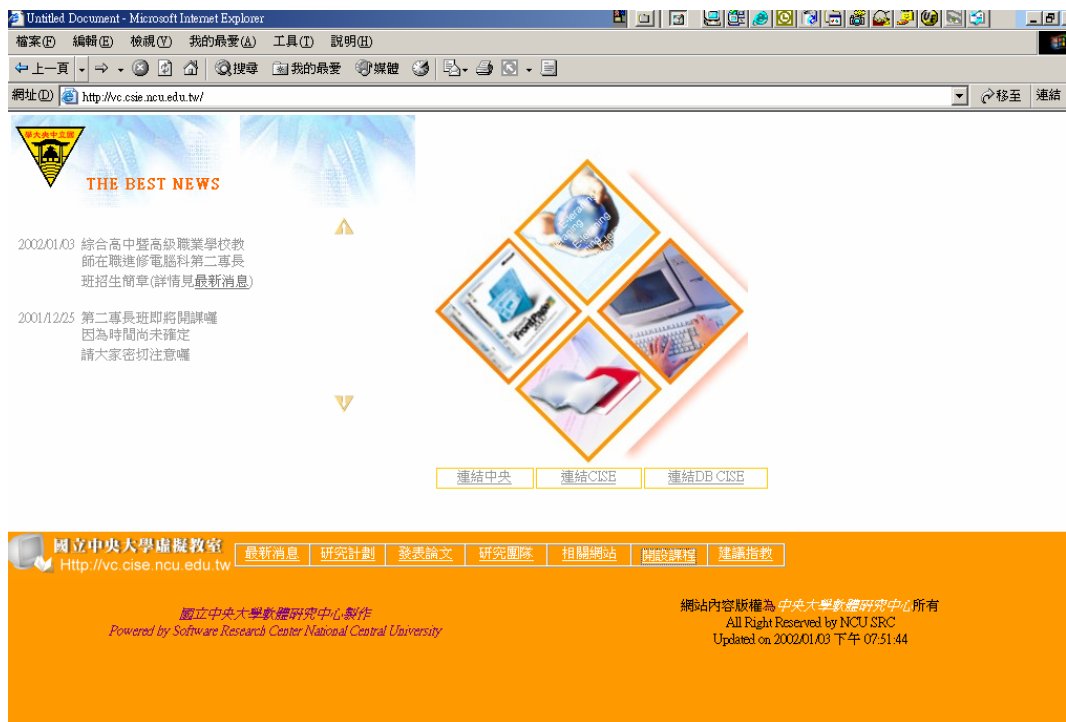 Untitled Document - Microsoft Internet Explorer
檔案(F) 編輯(E) 檢視(V) 我的最愛(A) 工具(T) 說明(H)
上一頁 搜尋 我的最愛 媒體
網址(D) http://vc.csie.ncu.edu.tw/ 移至 連結
學大央中立國
THE BEST NEWS
2002/01/03 綜合高中暨高級職業學校教
師在職進修電腦科第二專長
班招生簡章(詳情見最新消息)
2001/12/25 第二專長班即將開課囉
因為時間尚未確定
請大家密切注意囉
FrontPage
連結中央 連結CISE 連結DB CISE
國立中央大學虛擬教室
Http://vc.cise.ncu.edu.tw
最新消息 研究計劃 發表論文 研究團隊 相關網站 開設課程 建議指教
國立中央大學軟體研究中心製作
Powered by Software Research Center National Central University
網站內容版權為中央大學軟體研究中心所有
All Right Reserved by NCU SRC
Updated on 2002/01/03 下午 07:51:44